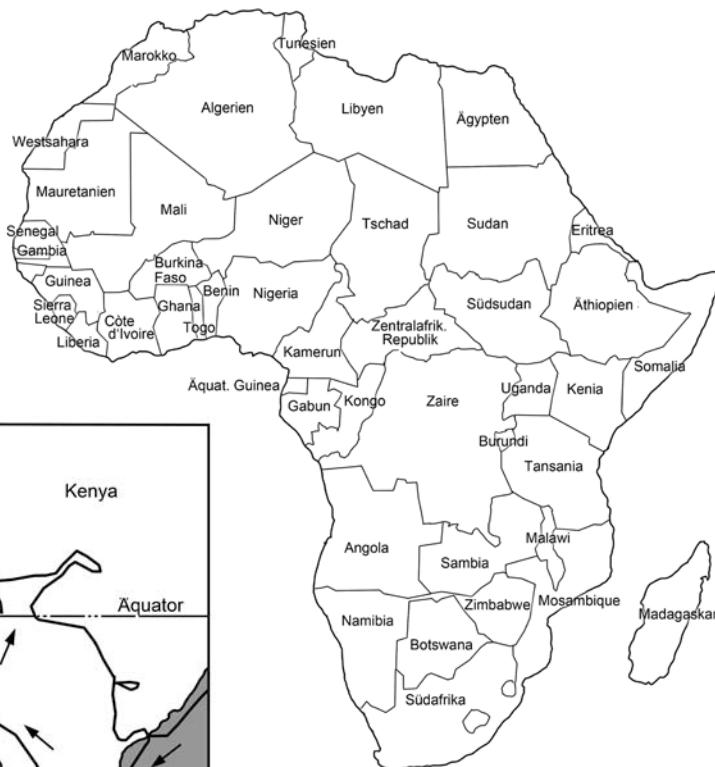 Tunesien
Marokko
Algerien
Libyen
Ägypten
Westsahara
Mauretanien
Mali
Niger
Tschad
Sudan
Eritrea
Senegal
Gambia
Burkina
Faso
Guinea
Benin
Nigeria
Ghana
Südsudan
Äthiopien
Sierra
Leone
Côte
d'Ivoire
Togo
Zentralafrik.
Republik
Liberia
Kamerun
Somalia
Äquat. Guinea
Uganda
Kenia
Gabun
Kongo
Zaire
Burundi
Tansania
Kenya
Malawi
Angola
Sambia
Äquator
Zimbabwe
Mosambique
Namibia
Madagaskar
Botswana
Südafrika